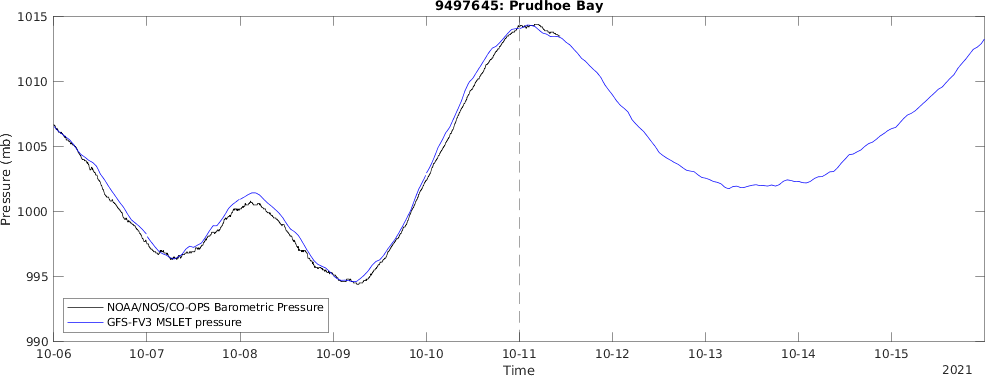 9497645: Prudhoe Bay
1015
1010
1005
1000
995
990
Pressure (mb)
NOAA/NOS/CO-OPS Barometric Pressure
GFS-FV3 MSLET pressure
10-06 10-07 10-08 10-09 10-10 10-11 10-12 10-13 10-14 10-15
Time
2021